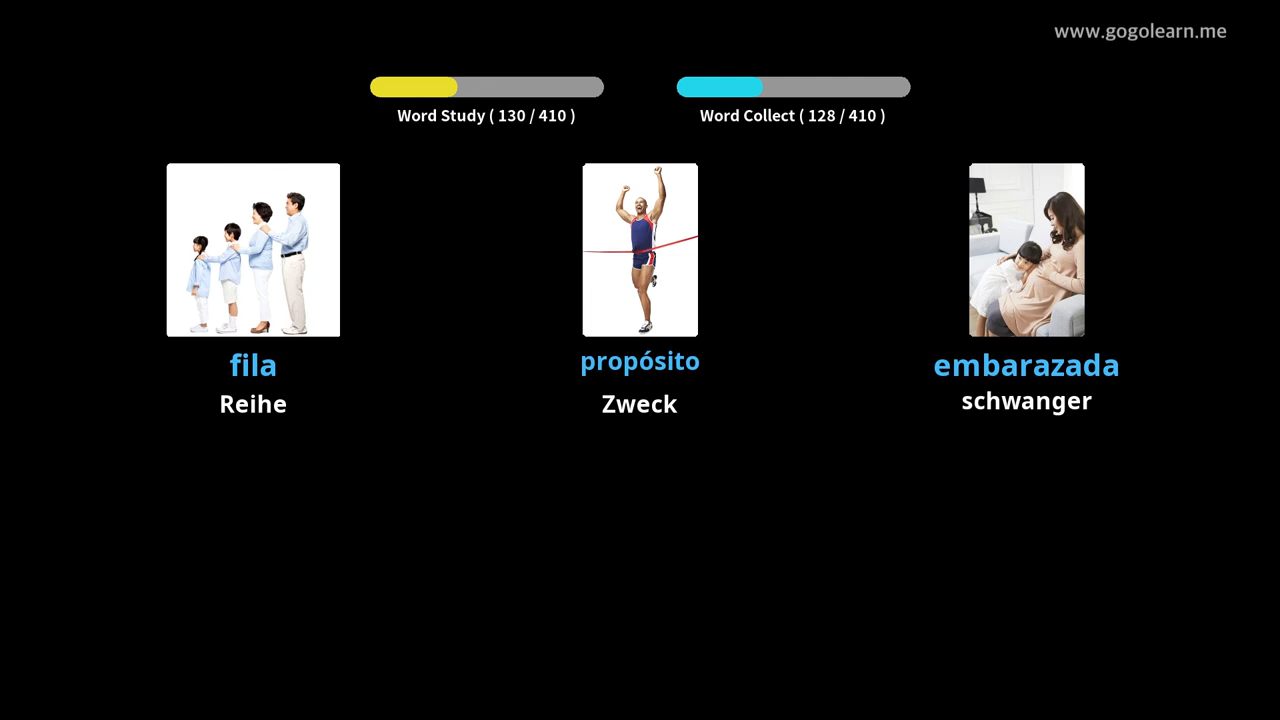 www.gogolearn.me
Word Study ( 130 / 410 )
Word Collect ( 128 / 410 )
fila
Reihe
propósito
Zweck
embarazada
schwanger